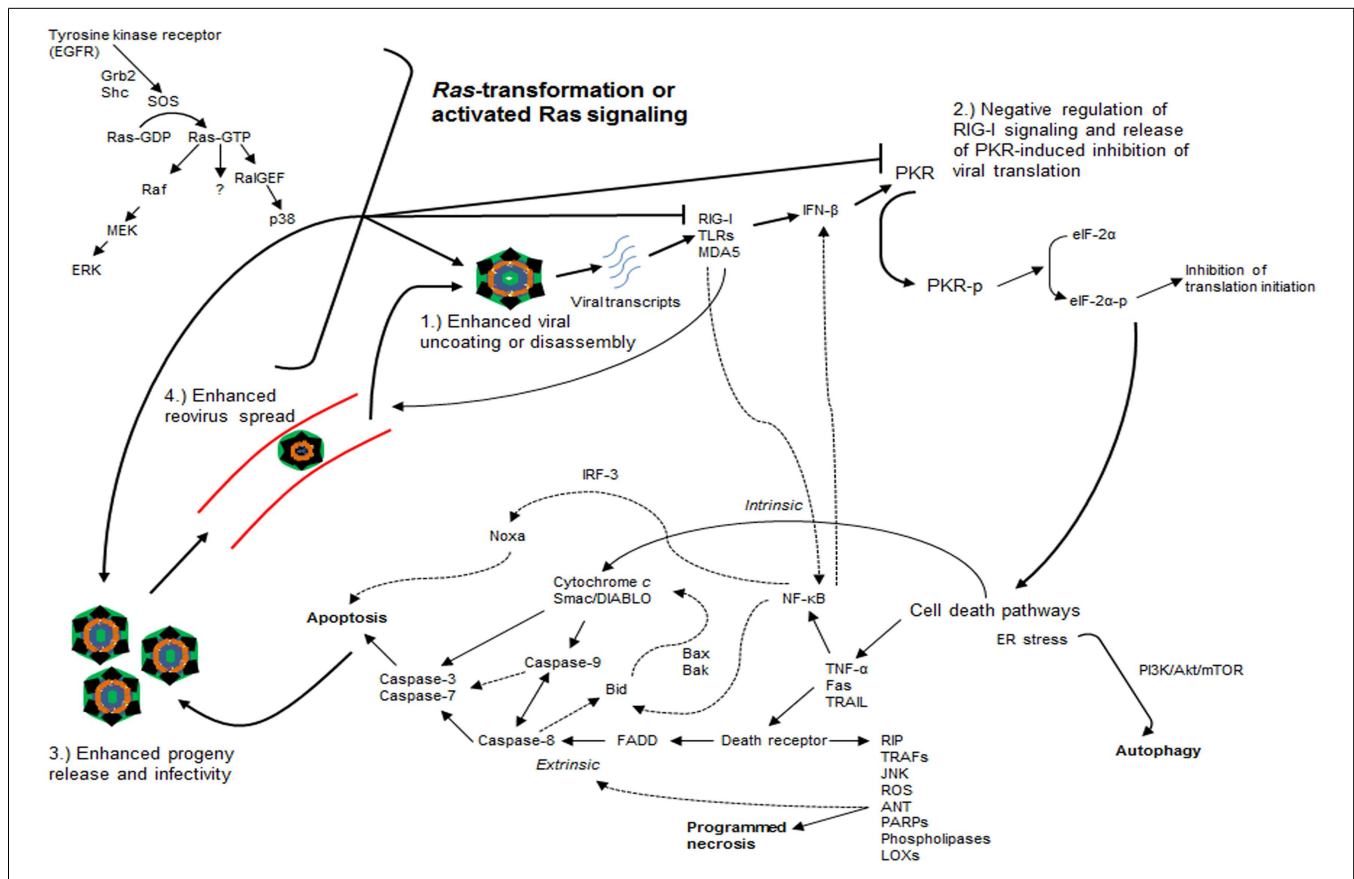 Tyrosine kinase receptor
(EGFR)
Grb2
Shc
SOS
Ras-GDP
Ras-GTP
Raf
?
RalGEF
MEK
p38
ERK
Ras-transformation or
activated Ras signaling
2.) Negative regulation of
RIG-I signaling and release
of PKR-induced inhibition of
viral translation
PKR
RIG-I
TLRs
MDA5
IFN-β
Viral transcripts
1.) Enhanced viral
uncoating or disassembly
PKR-p
eIF-2α
eIF-2α-p
Inhibition of
translation initiation
4.) Enhanced
reovirus spread
IRF-3
Intrinsic
Noxa
Cytochrome c
Smac/DIABLO
NF-κB
Cell death pathways
ER stress
Apoptosis
Bax
Bak
Caspase-9
Caspase-3
Caspase-7
Bid
TNF-α
Fas
TRAIL
PI3K/Akt/mTOR
3.) Enhanced progeny
release and infectivity
Caspase-8
FADD
Death receptor
Extrinsic
RIP
TRAFs
JNK
ROS
ANT
PARPs
Phospholipases
LOXs
Autophagy
Programmed
necrosis